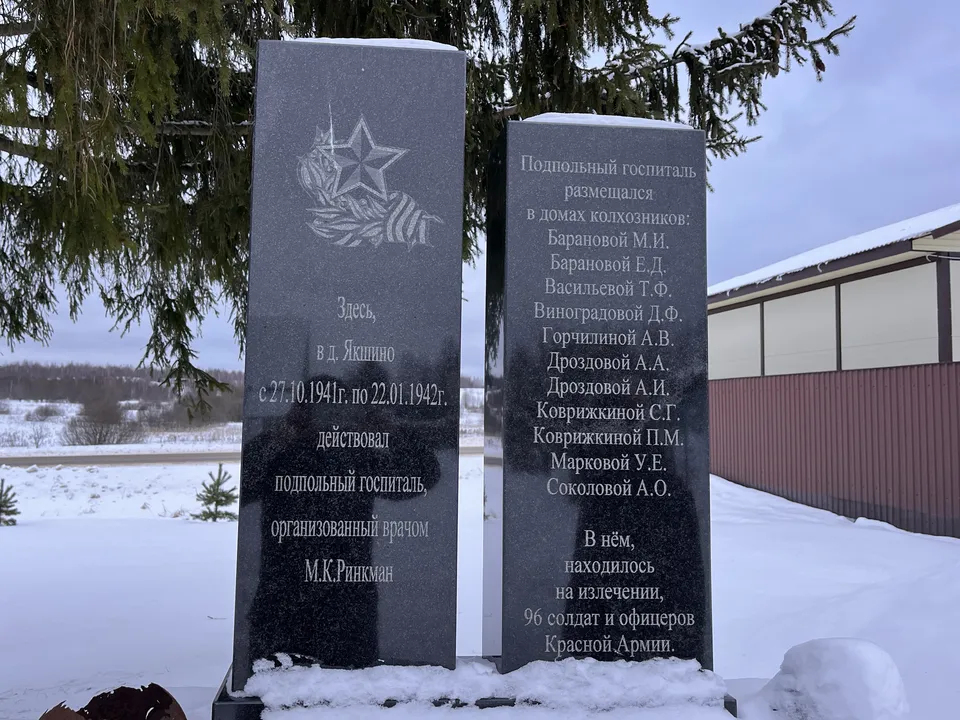 Здесь,
в д. Якшино
с 27.10.1941г. по 22.01.1942г.
действовал
подпольный госпиталь,
организованный врачом
М.К.Ринкман
Подпольный госпиталь
размещался
в домах колхозников:
Барановой М.И.
Барановой Е.Д.
Васильевой Т.Ф.
Виноградовой Д.Ф.
Горчилиной А.В.
Дроздовой А.А.
Дроздовой А.И.
Коврижкиной С.Г.
Коврижкиной П.М.
Марковой У.Е.
Соколовой А.О.
В нём,
находилось
на излечении,
96 солдат и офицеров
Красной Армии.